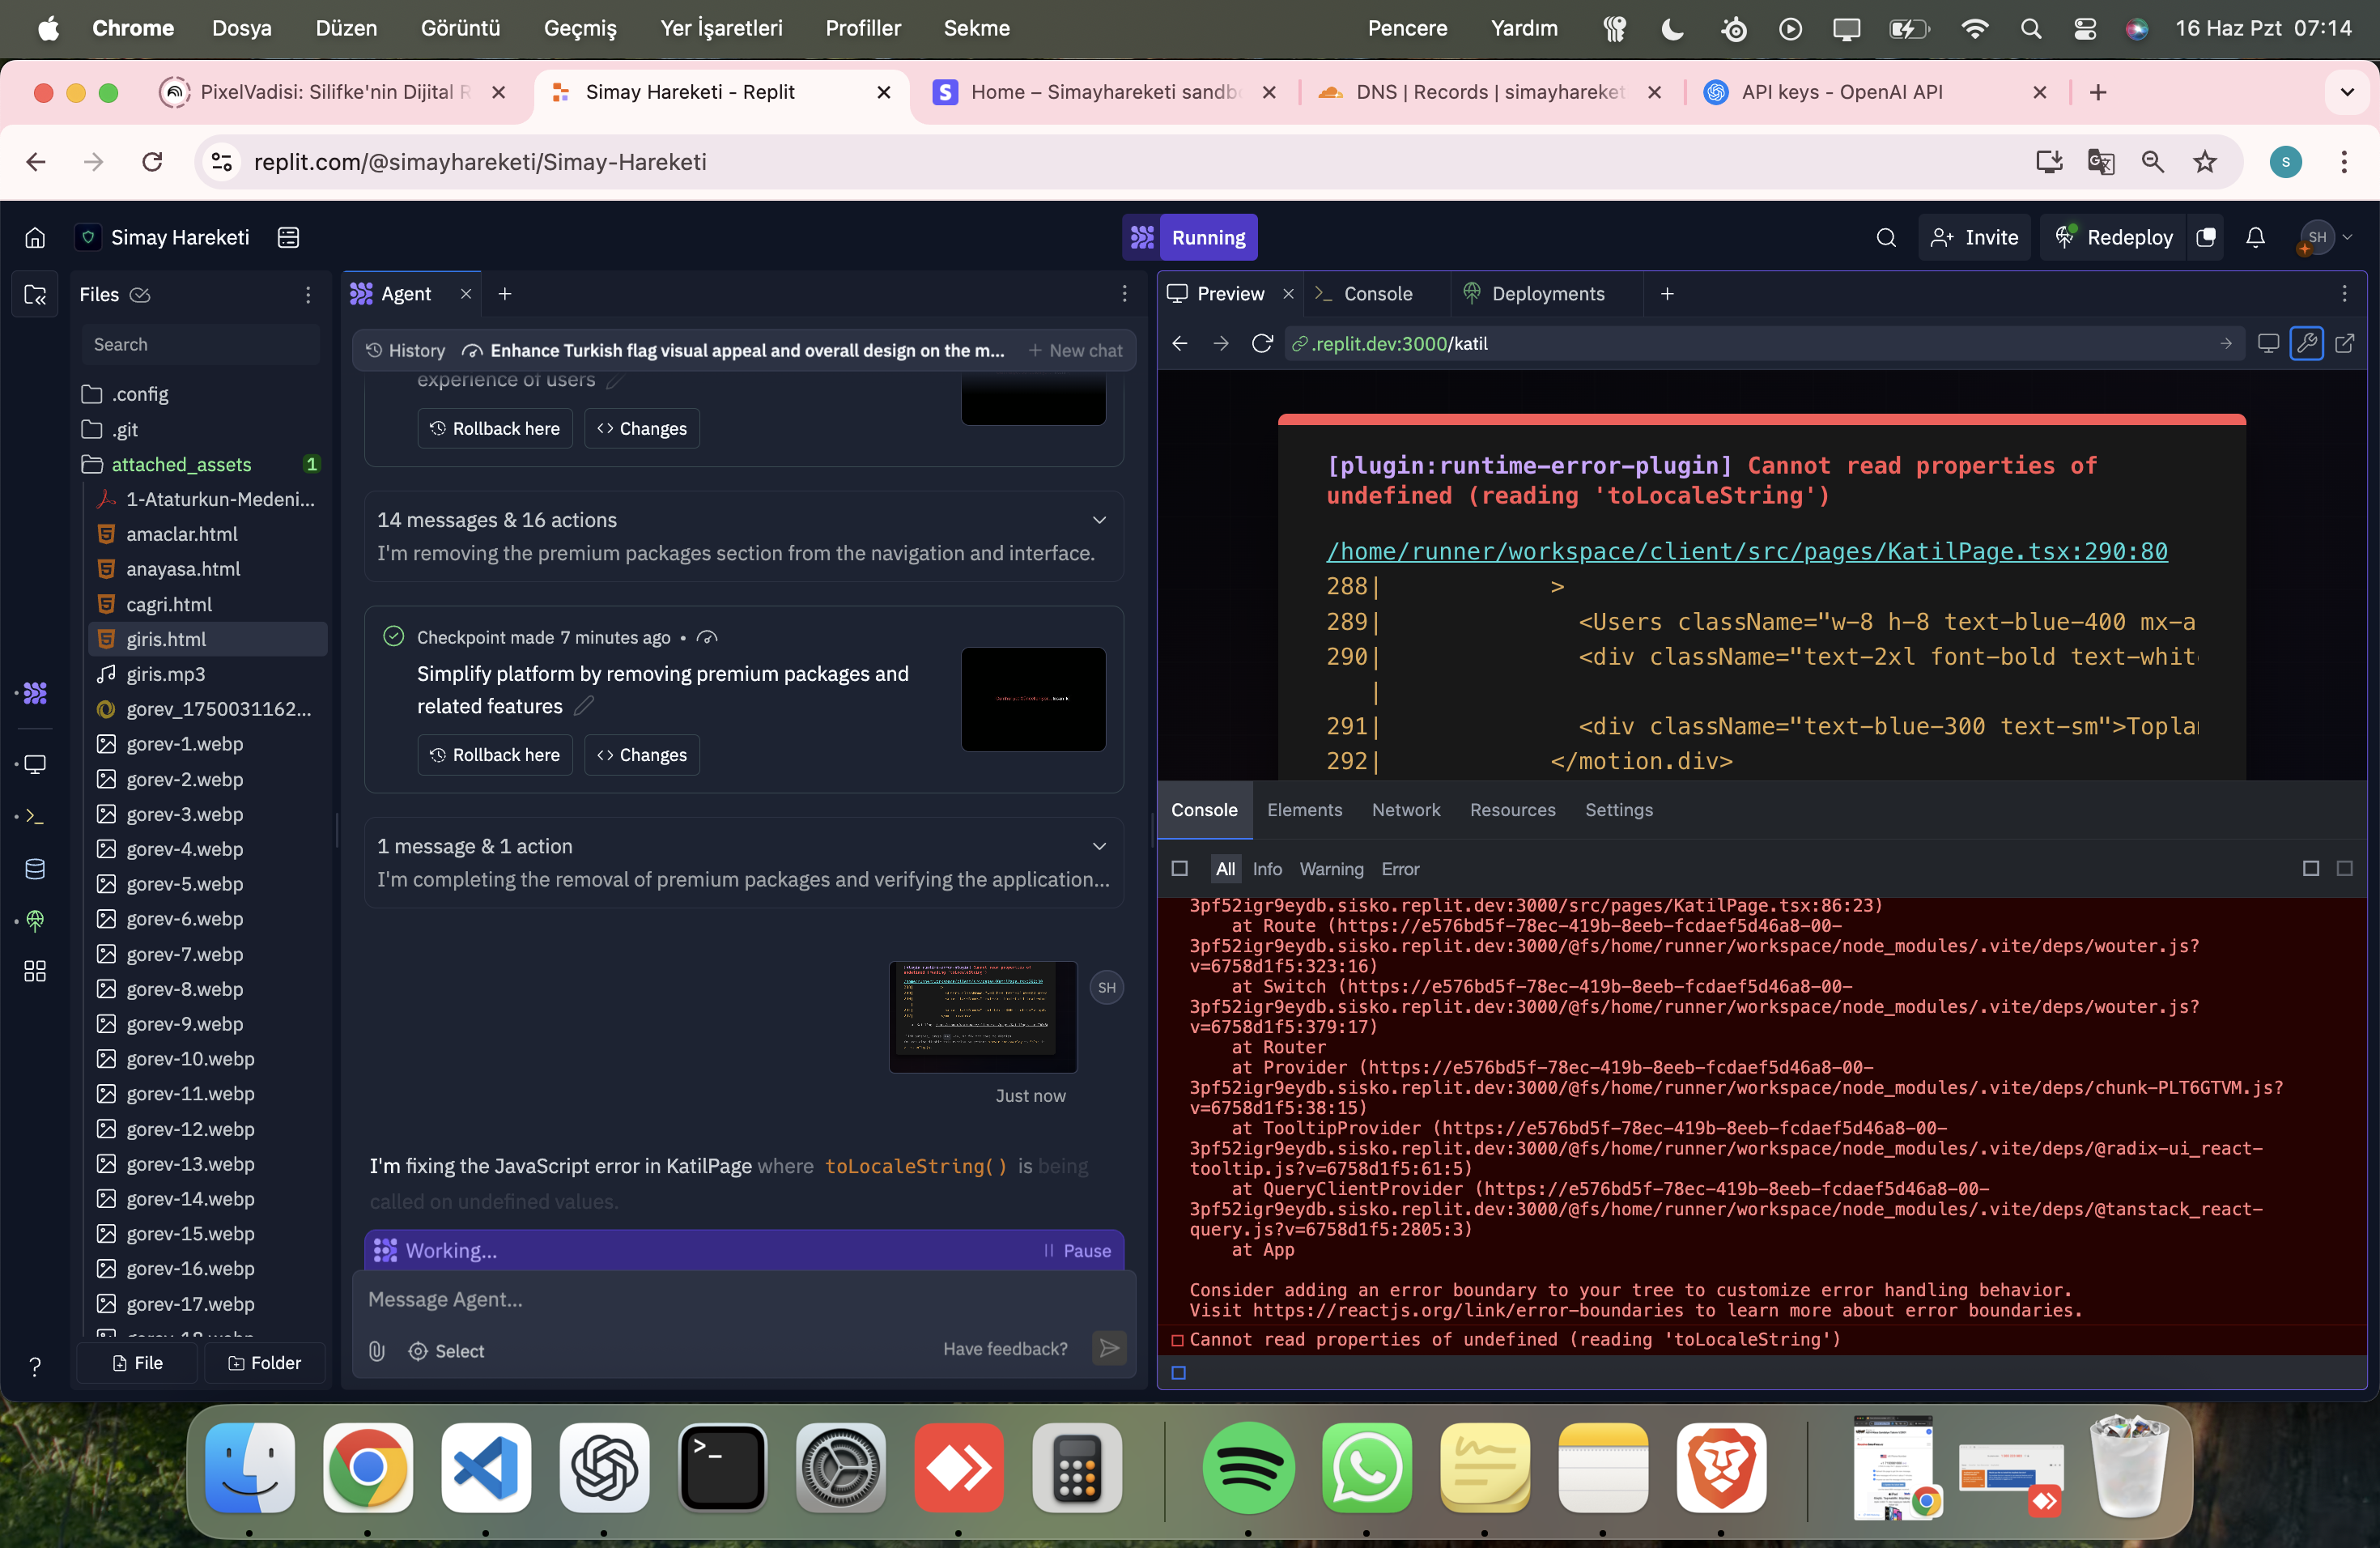 Chrome Dosya Düzen Görüntü Geçmiş Yer İşaretleri Profiller Sekme Pencere Yardım 16 Haz Pzt 07:14
PixelVadisi: Silifke'nin Dijital R
Simay Hareketi - Replit
Home – Simayhareketi sandb
DNS | Records | simayhareket
API keys - OpenAI API
replit.com/@simayhareketi/Simay-Hareketi
S
Simay Hareketi
Running
Invite
Redeploy
SH
Files
Search
.config
.git
attached_assets 1
1-Ataturkun-Medeni...
amaclar.html
anayasa.html
cagri.html
giris.html
giris.mp3
gorev_1750031162...
gorev-1.webp
gorev-2.webp
gorev-3.webp
gorev-4.webp
gorev-5.webp
gorev-6.webp
gorev-7.webp
gorev-8.webp
gorev-9.webp
gorev-10.webp
gorev-11.webp
gorev-12.webp
gorev-13.webp
gorev-14.webp
gorev-15.webp
gorev-16.webp
gorev-17.webp
File
Folder
Agent
History
Enhance Turkish flag visual appeal and overall design on the m...
New chat
experience of users
Rollback here
Changes
14 messages & 16 actions
I'm removing the premium packages section from the navigation and interface.
Checkpoint made 7 minutes ago •
Simplify platform by removing premium packages and
related features
Rollback here
Changes
1 message & 1 action
I'm completing the removal of premium packages and verifying the application...
SH
Just now
I'm fixing the JavaScript error in KatilPage where toLocaleString() is being
called on undefined values.
Working...
Pause
Message Agent...
Select
Have feedback?
Preview
Console
Deployments
.replit.dev:3000/katil
[plugin:runtime-error-plugin] Cannot read properties of
undefined (reading 'toLocaleString')
/home/runner/workspace/client/src/pages/KatilPage.tsx:290:80
288| >
289| <Users className="w-8 h-8 text-blue-400 mx-a
290| <div className="text-2xl font-bold text-whit
|
291| <div className="text-blue-300 text-sm">Topla
292| </motion.div>
Console Elements Network Resources Settings
All Info Warning Error
3pf52igr9eydb.sisko.replit.dev:3000/src/pages/KatilPage.tsx:86:23)
at Route (https://e576bd5f-78ec-419b-8eeb-fcdaef5d46a8-00-
3pf52igr9eydb.sisko.replit.dev:3000/@fs/home/runner/workspace/node_modules/.vite/deps/wouter.js?
v=6758d1f5:323:16)
at Switch (https://e576bd5f-78ec-419b-8eeb-fcdaef5d46a8-00-
3pf52igr9eydb.sisko.replit.dev:3000/@fs/home/runner/workspace/node_modules/.vite/deps/wouter.js?
v=6758d1f5:379:17)
at Router
at Provider (https://e576bd5f-78ec-419b-8eeb-fcdaef5d46a8-00-
3pf52igr9eydb.sisko.replit.dev:3000/@fs/home/runner/workspace/node_modules/.vite/deps/chunk-PLT6GTVM.js?
v=6758d1f5:38:15)
at TooltipProvider (https://e576bd5f-78ec-419b-8eeb-fcdaef5d46a8-00-
3pf52igr9eydb.sisko.replit.dev:3000/@fs/home/runner/workspace/node_modules/.vite/deps/@radix-ui_react-
tooltip.js?v=6758d1f5:61:5)
at QueryClientProvider (https://e576bd5f-78ec-419b-8eeb-fcdaef5d46a8-00-
3pf52igr9eydb.sisko.replit.dev:3000/@fs/home/runner/workspace/node_modules/.vite/deps/@tanstack_react-
query.js?v=6758d1f5:2805:3)
at App
Consider adding an error boundary to your tree to customize error handling behavior.
Visit https://reactjs.org/link/error-boundaries to learn more about error boundaries.
Cannot read properties of undefined (reading 'toLocaleString')